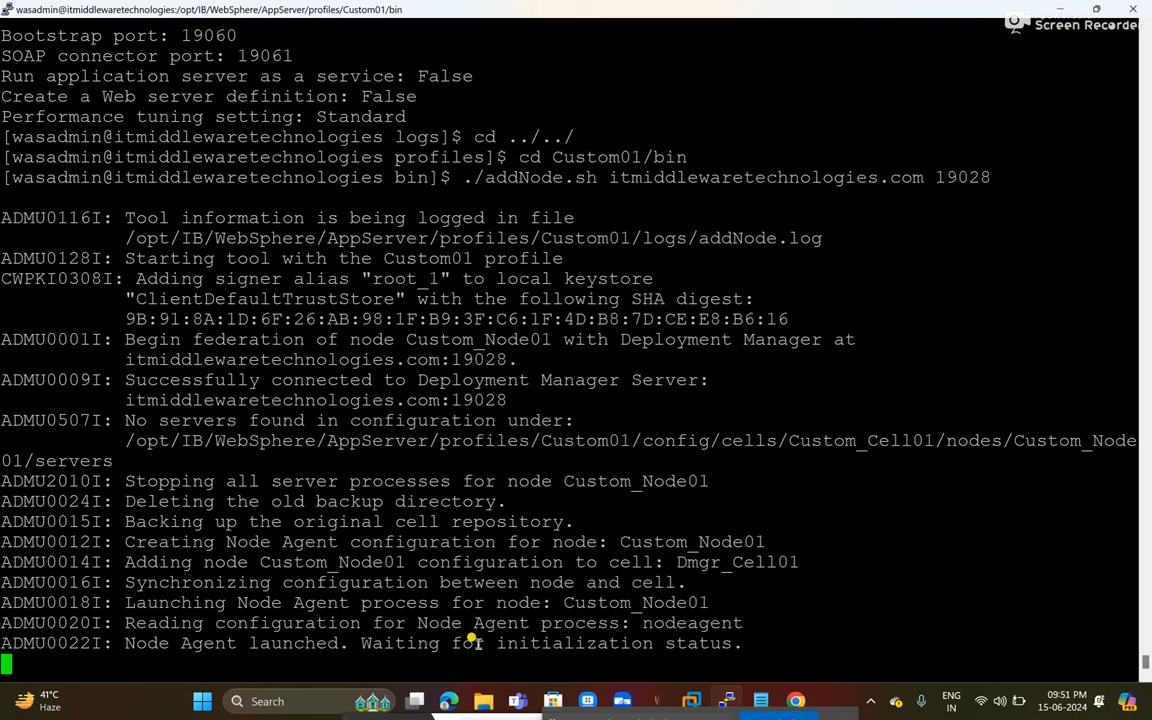 wasadmin@itmiddlewaretechnologies:/opt/IB/WebSphere/AppServer/profiles/Custom01/bin
Screen Recorder
Bootstrap port: 19060
SOAP connector port: 19061
Run application server as a service: False
Create a Web server definition: False
Performance tuning setting: Standard
[wasadmin@itmiddlewaretechnologies logs]$ cd ../../
[wasadmin@itmiddlewaretechnologies profiles]$ cd Custom01/bin
[wasadmin@itmiddlewaretechnologies bin]$ ./addNode.sh itmiddlewaretechnologies.com 19028
ADMU0116I: Tool information is being logged in file
/opt/IB/WebSphere/AppServer/profiles/Custom01/logs/addNode.log
ADMU0128I: Starting tool with the Custom01 profile
CWPKI0308I: Adding signer alias "root_1" to local keystore
"ClientDefaultTrustStore" with the following SHA digest:
9B:91:8A:1D:6F:26:AB:98:1F:B9:3F:C6:1F:4D:B8:7D:CE:E8:B6:16
ADMU0001I: Begin federation of node Custom_Node01 with Deployment Manager at
itmiddlewaretechnologies.com:19028.
ADMU0009I: Successfully connected to Deployment Manager Server:
itmiddlewaretechnologies.com:19028
ADMU0507I: No servers found in configuration under:
/opt/IB/WebSphere/AppServer/profiles/Custom01/config/cells/Custom_Cell01/nodes/Custom_Node
01/servers
ADMU2010I: Stopping all server processes for node Custom_Node01
ADMU0024I: Deleting the old backup directory.
ADMU0015I: Backing up the original cell repository.
ADMU0012I: Creating Node Agent configuration for node: Custom_Node01
ADMU0014I: Adding node Custom_Node01 configuration to cell: Dmgr_Cell01
ADMU0016I: Synchronizing configuration between node and cell.
ADMU0018I: Launching Node Agent process for node: Custom_Node01
ADMU0020I: Reading configuration for Node Agent process: nodeagent
ADMU0022I: Node Agent launched. Waiting for initialization status.
41°C
Haze
Search
ENG
IN
09:51 PM
15-06-2024